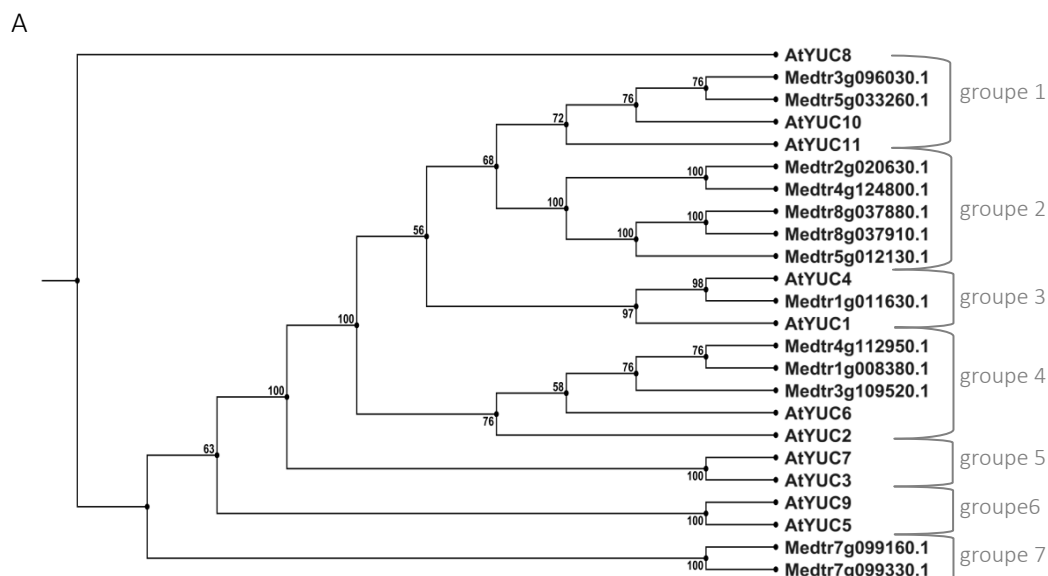 A
AtYUC8
Medtr3g096030.1
76
Medtr5g033260.1
groupe 1
76
AtYUC10
72
AtYUC11
68
Medtr2g020630.1
100
Medtr4g124800.1
100
Medtr8g037880.1
groupe 2
100
Medtr8g037910.1
56
100
Medtr5g012130.1
AtYUC4
98
Medtr1g011630.1
groupe 3
97
AtYUC1
100
Medtr4g112950.1
76
Medtr1g008380.1
76
Medtr3g109520.1
groupe 4
58
AtYUC6
100
76
AtYUC2
AtYUC7
groupe 5
63
100
AtYUC3
AtYUC9
groupe6
100
AtYUC5
Medtr7g099160.1
groupe 7
100
Medtr7g099330.1